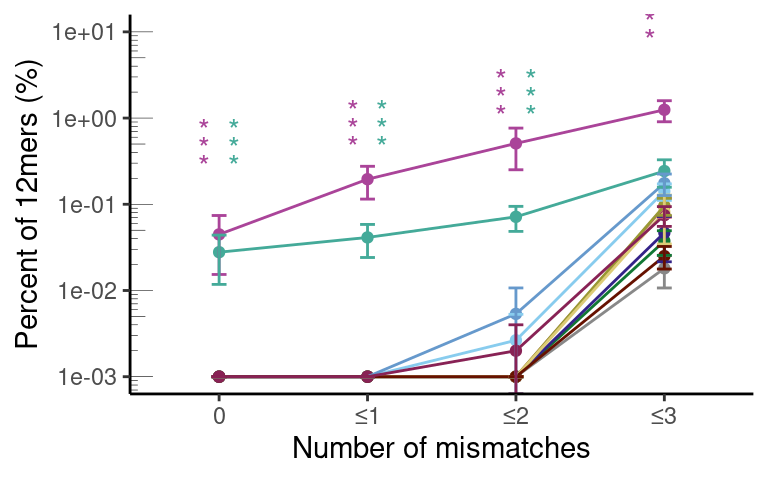 1e+01
1e+00
1e-01
1e-02
1e-03
Percent of 12mers (%)
* *
* *
* *
* *
* *
* *
* *
* *
* *
*
*
0 ≤1 ≤2 ≤3
Number of mismatches